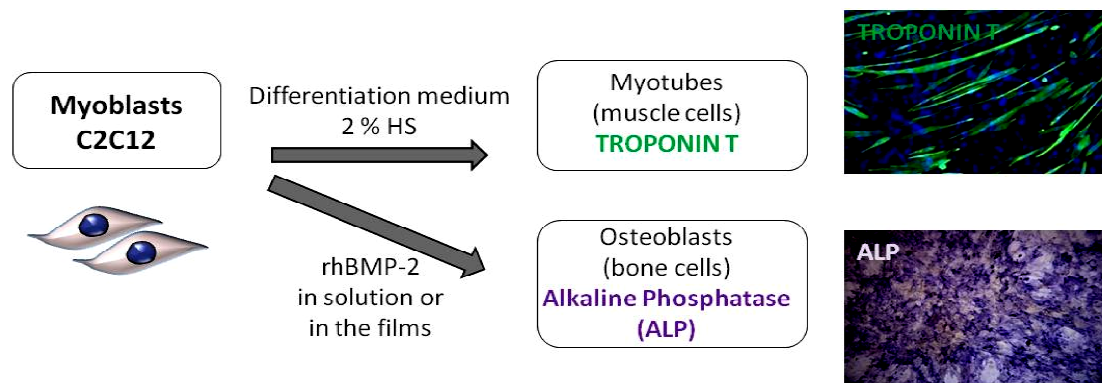 Myoblasts
C2C12
Differentiation medium
2 % HS
rhBMP-2
in solution or
in the films
Myotubes
(muscle cells)
TROPONIN T
Osteoblasts
(bone cells)
Alkaline Phosphatase
(ALP)
TROPONIN T
ALP